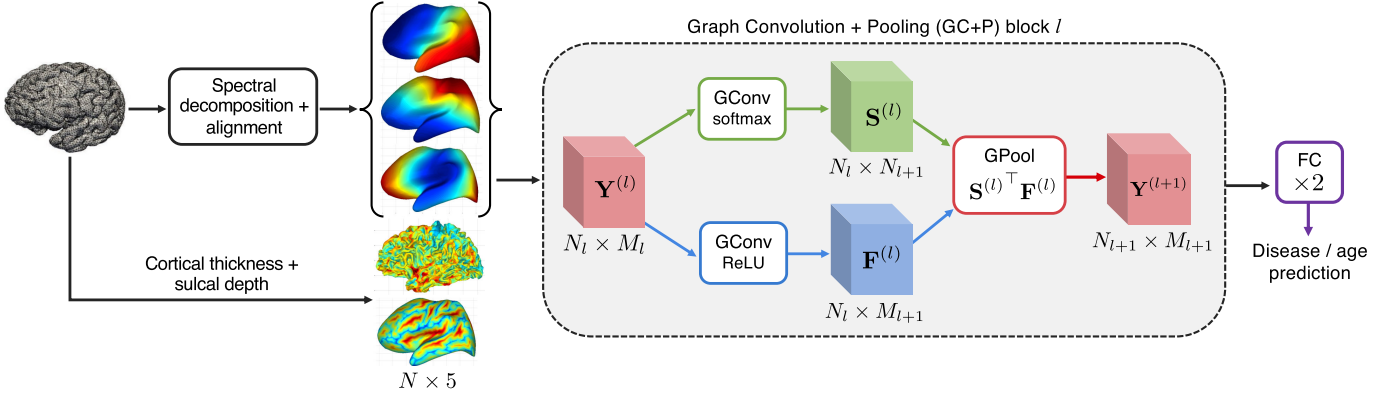 Graph Convolution + Pooling (GC+P) block l
Spectral
decomposition +
alignment
Cortical thickness +
sulcal depth
N × 5
Y^(l)
N_l × M_l
GConv
softmax
S^(l)
N_l × N_{l+1}
GConv
ReLU
F^(l)
N_l × M_{l+1}
GPool
S^(l)⊤ F^(l)
Y^(l+1)
N_{l+1} × M_{l+1}
FC
×2
Disease / age
prediction